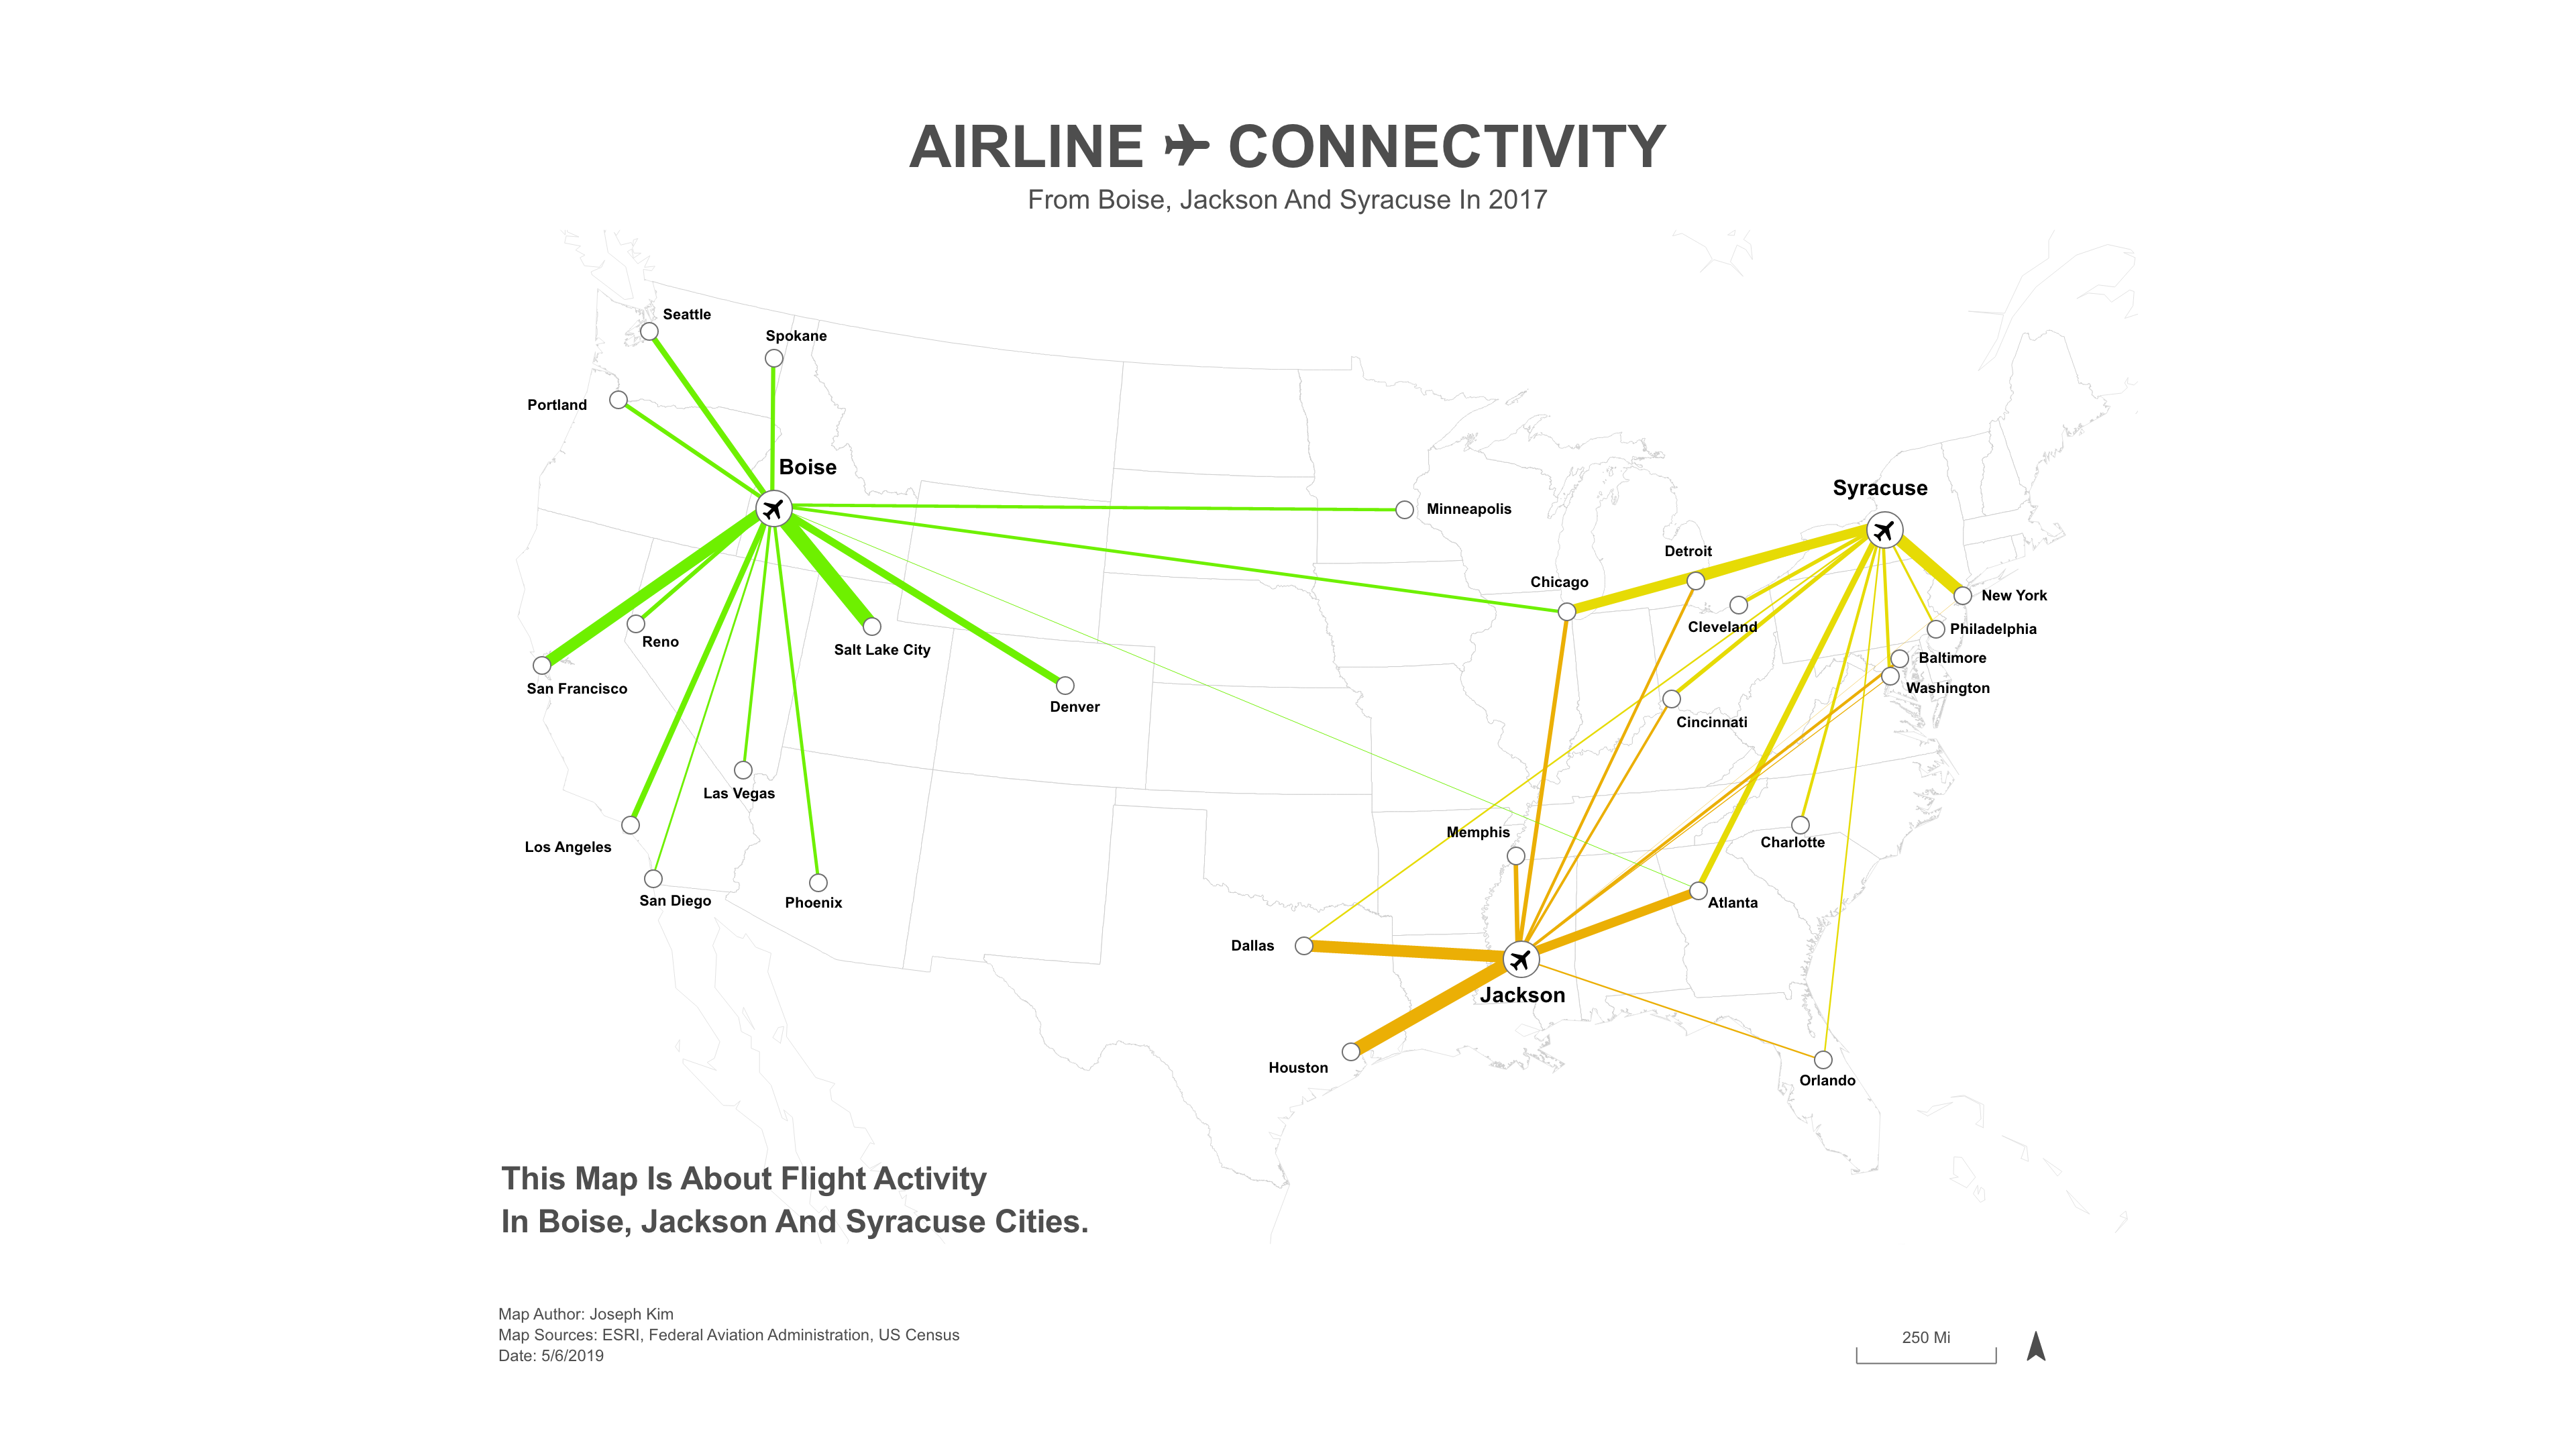 AIRLINE CONNECTIVITY
From Boise, Jackson And Syracuse In 2017
Seattle
Spokane
Portland
Boise
Syracuse
Minneapolis
Detroit
Chicago
New York
Cleveland
Philadelphia
Reno
Salt Lake City
Baltimore
San Francisco
Washington
Denver
Cincinnati
Las Vegas
Memphis
Charlotte
Los Angeles
San Diego
Phoenix
Atlanta
Dallas
Jackson
Houston
Orlando
This Map Is About Flight Activity
In Boise, Jackson And Syracuse Cities.
Map Author: Joseph Kim
Map Sources: ESRI, Federal Aviation Administration, US Census
Date: 5/6/2019
250 Mi